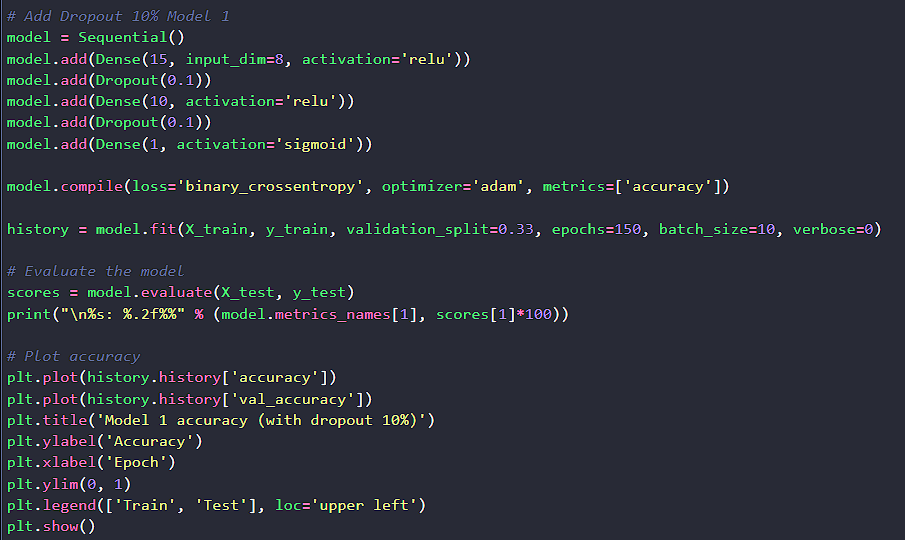 # Add Dropout 10% Model 1
model = Sequential()
model.add(Dense(15, input_dim=8, activation='relu'))
model.add(Dropout(0.1))
model.add(Dense(10, activation='relu'))
model.add(Dropout(0.1))
model.add(Dense(1, activation='sigmoid'))
model.compile(loss='binary_crossentropy', optimizer='adam', metrics=['accuracy'])
history = model.fit(X_train, y_train, validation_split=0.33, epochs=150, batch_size=10, verbose=0)
# Evaluate the model
scores = model.evaluate(X_test, y_test)
print("\n%s: %.2f%%" % (model.metrics_names[1], scores[1]*100))
# Plot accuracy
plt.plot(history.history['accuracy'])
plt.plot(history.history['val_accuracy'])
plt.title('Model 1 accuracy (with dropout 10%)')
plt.ylabel('Accuracy')
plt.xlabel('Epoch')
plt.ylim(0, 1)
plt.legend(['Train', 'Test'], loc='upper left')
plt.show()